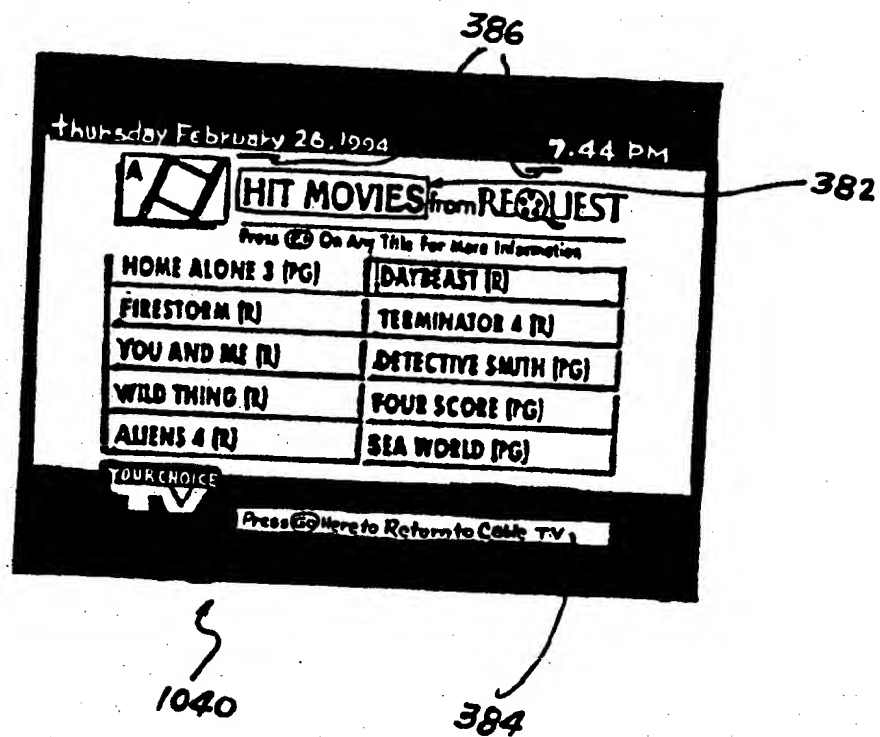 386
thursday February 26, 1994 7.44 PM
A
HIT MOVIES from REQUEST
382
Press GO On Any Title For More Information
HOME ALONE 3 (PG) DAYBEAST (R)
FIRESTORM (R) TERMINATOR 4 (R)
YOU AND ME (R) DETECTIVE SMITH (PG)
WILD THING (R) FOUR SCORE (PG)
ALIENS 4 (R) SEA WORLD (PG)
YOUR CHOICE
TV
Press GO Here to Return to Cable TV,
1040
384